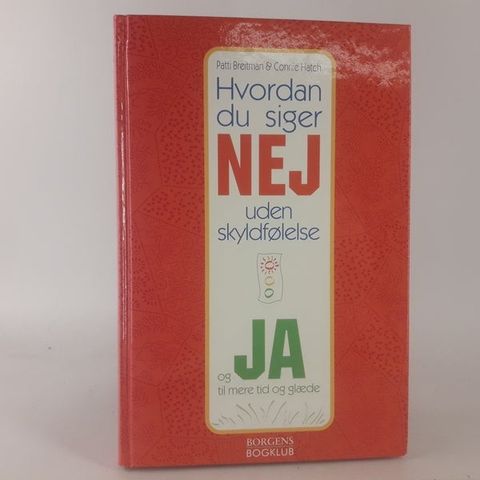 Patti Breitman & Connie Hatch
Hvordan
du siger
NEJ
uden
skyldfølelse
og JA
til mere tid og glæde
BORGENS
BOGKLUB